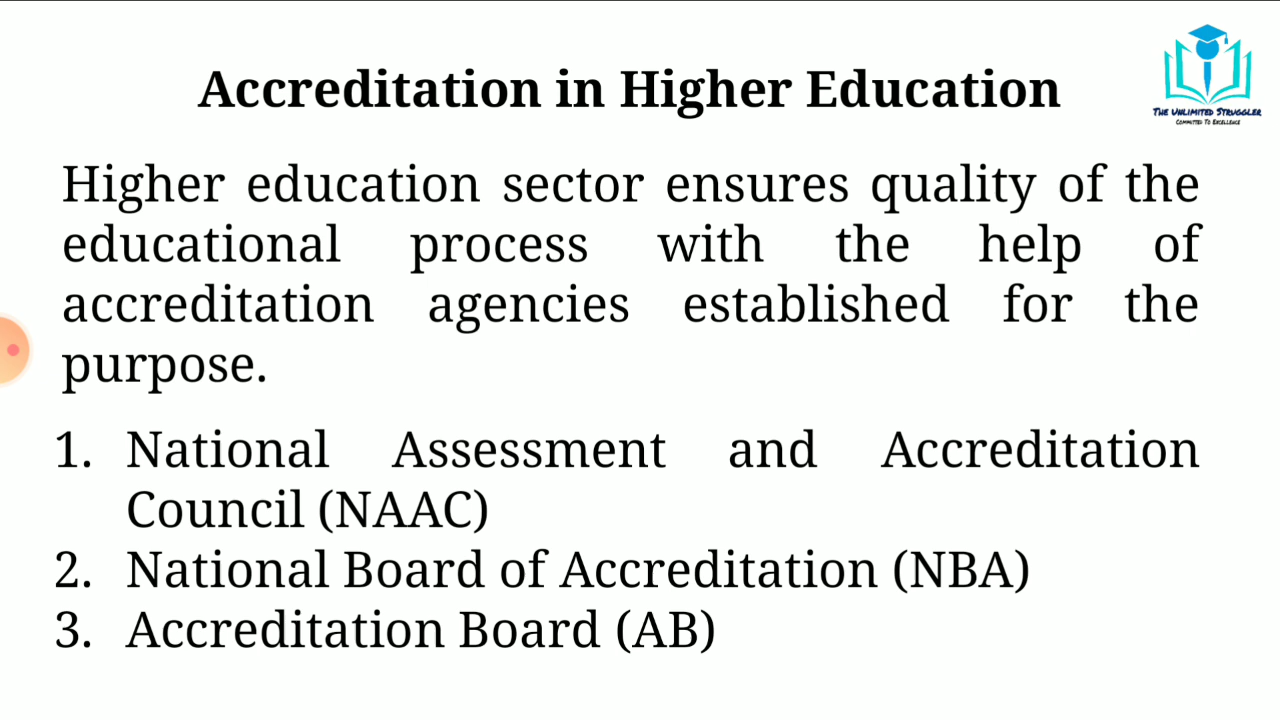 Accreditation in Higher Education
THE UNLIMITED STRUGGLER
COMMITTED TO EXCELLENCE
Higher education sector ensures quality of the
educational process with the help of
accreditation agencies established for the
purpose.
1. National Assessment and Accreditation
Council (NAAC)
2. National Board of Accreditation (NBA)
3. Accreditation Board (AB)